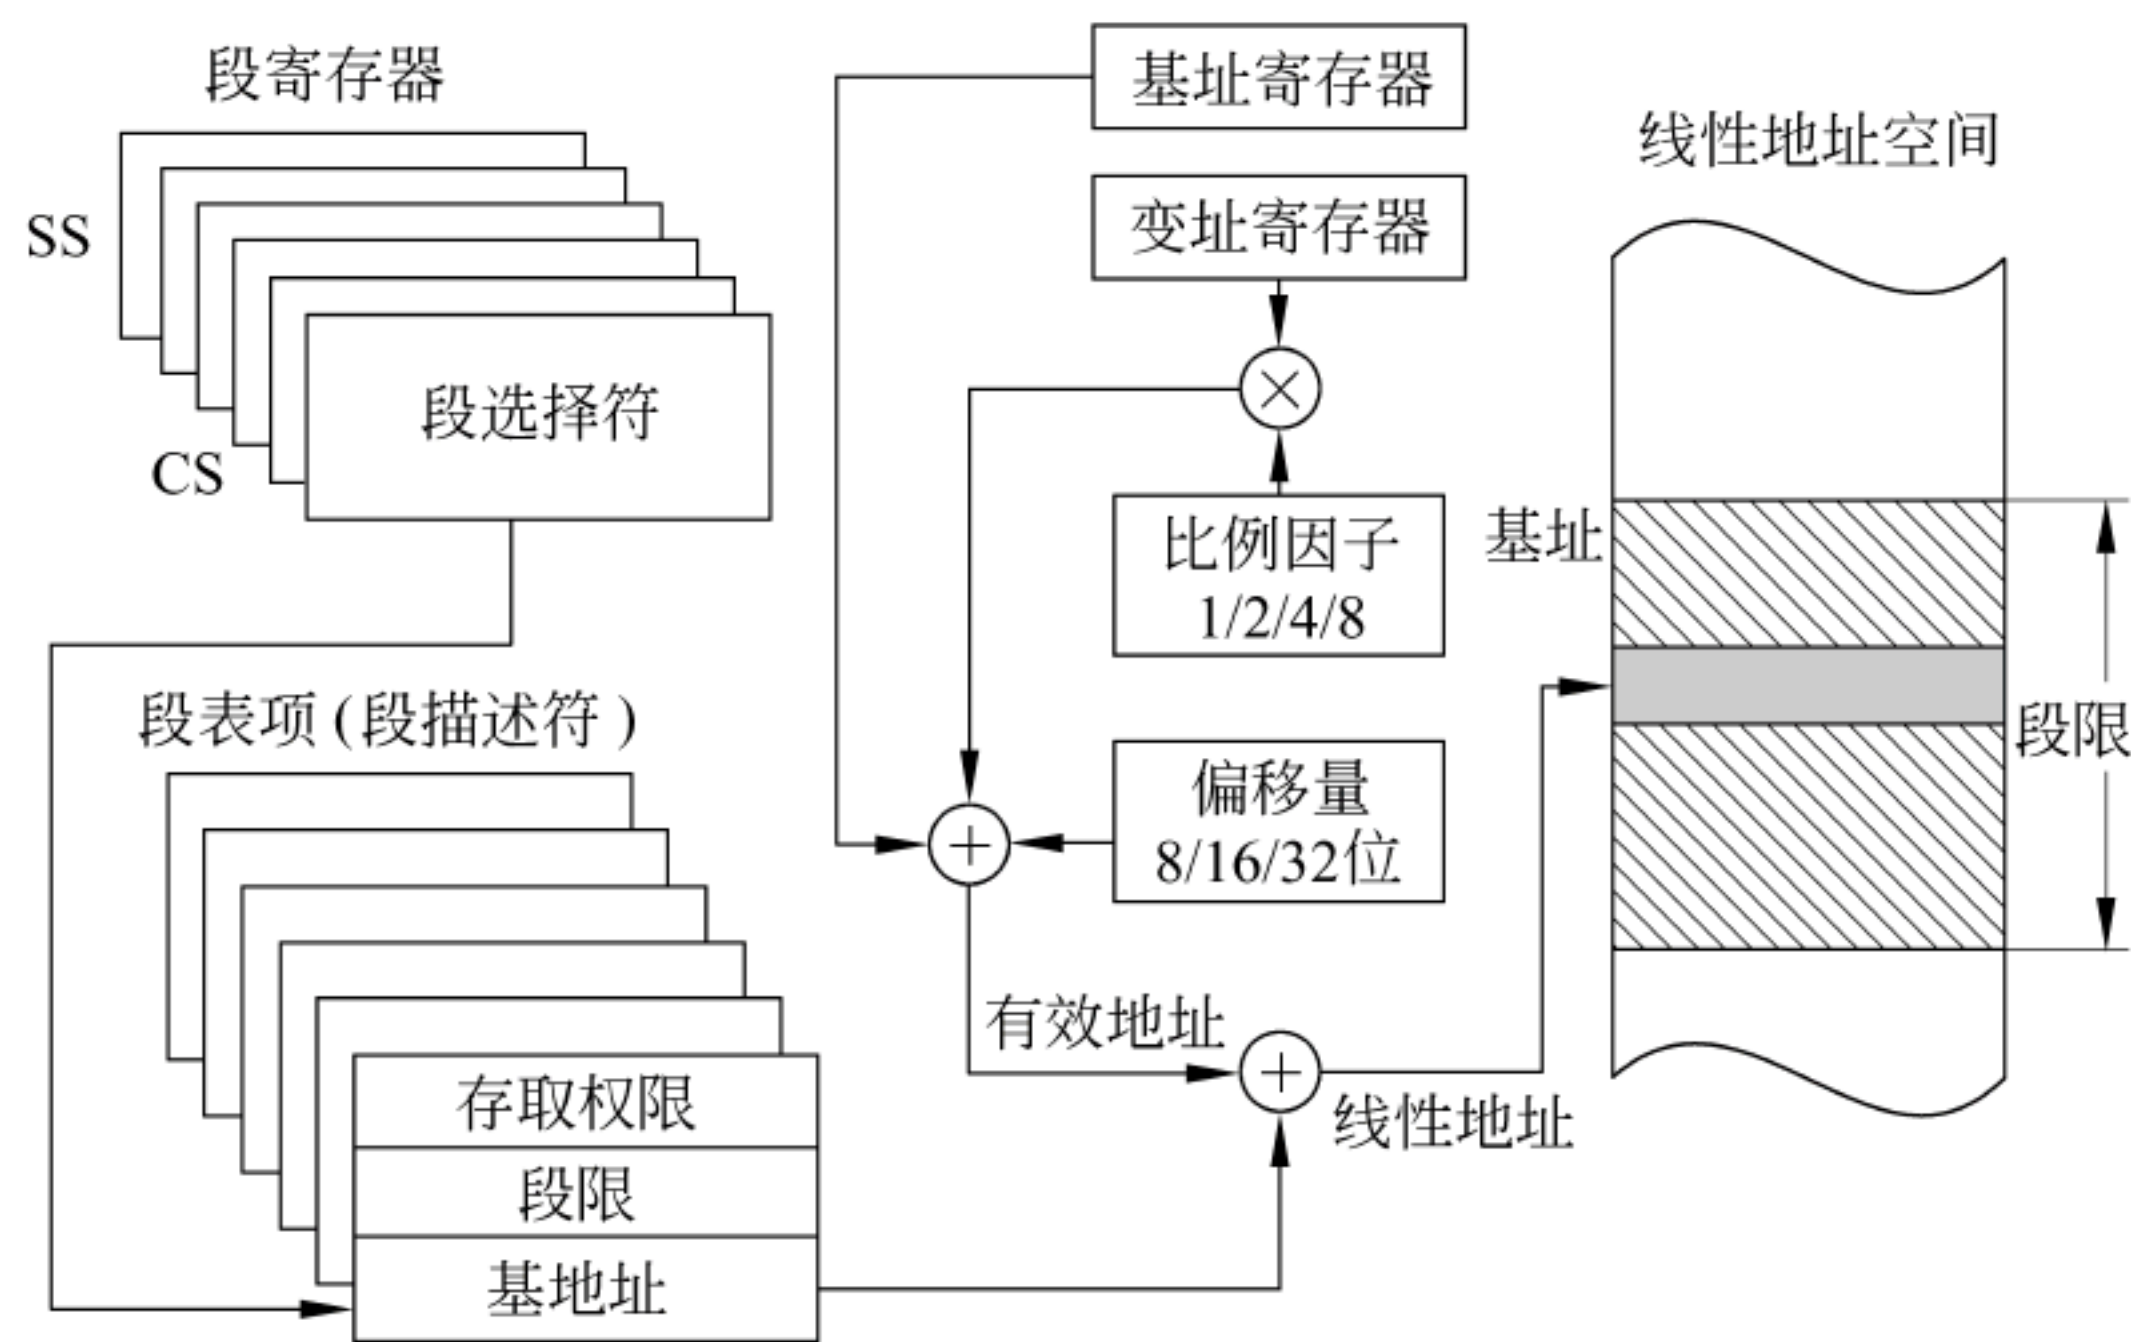 段寄存器
SS
CS
段选择符
段表项(段描述符)
存取权限
段限
基地址
基址寄存器
变址寄存器
比例因子
1/2/4/8
偏移量
8/16/32位
有效地址
线性地址
线性地址空间
基址
段限